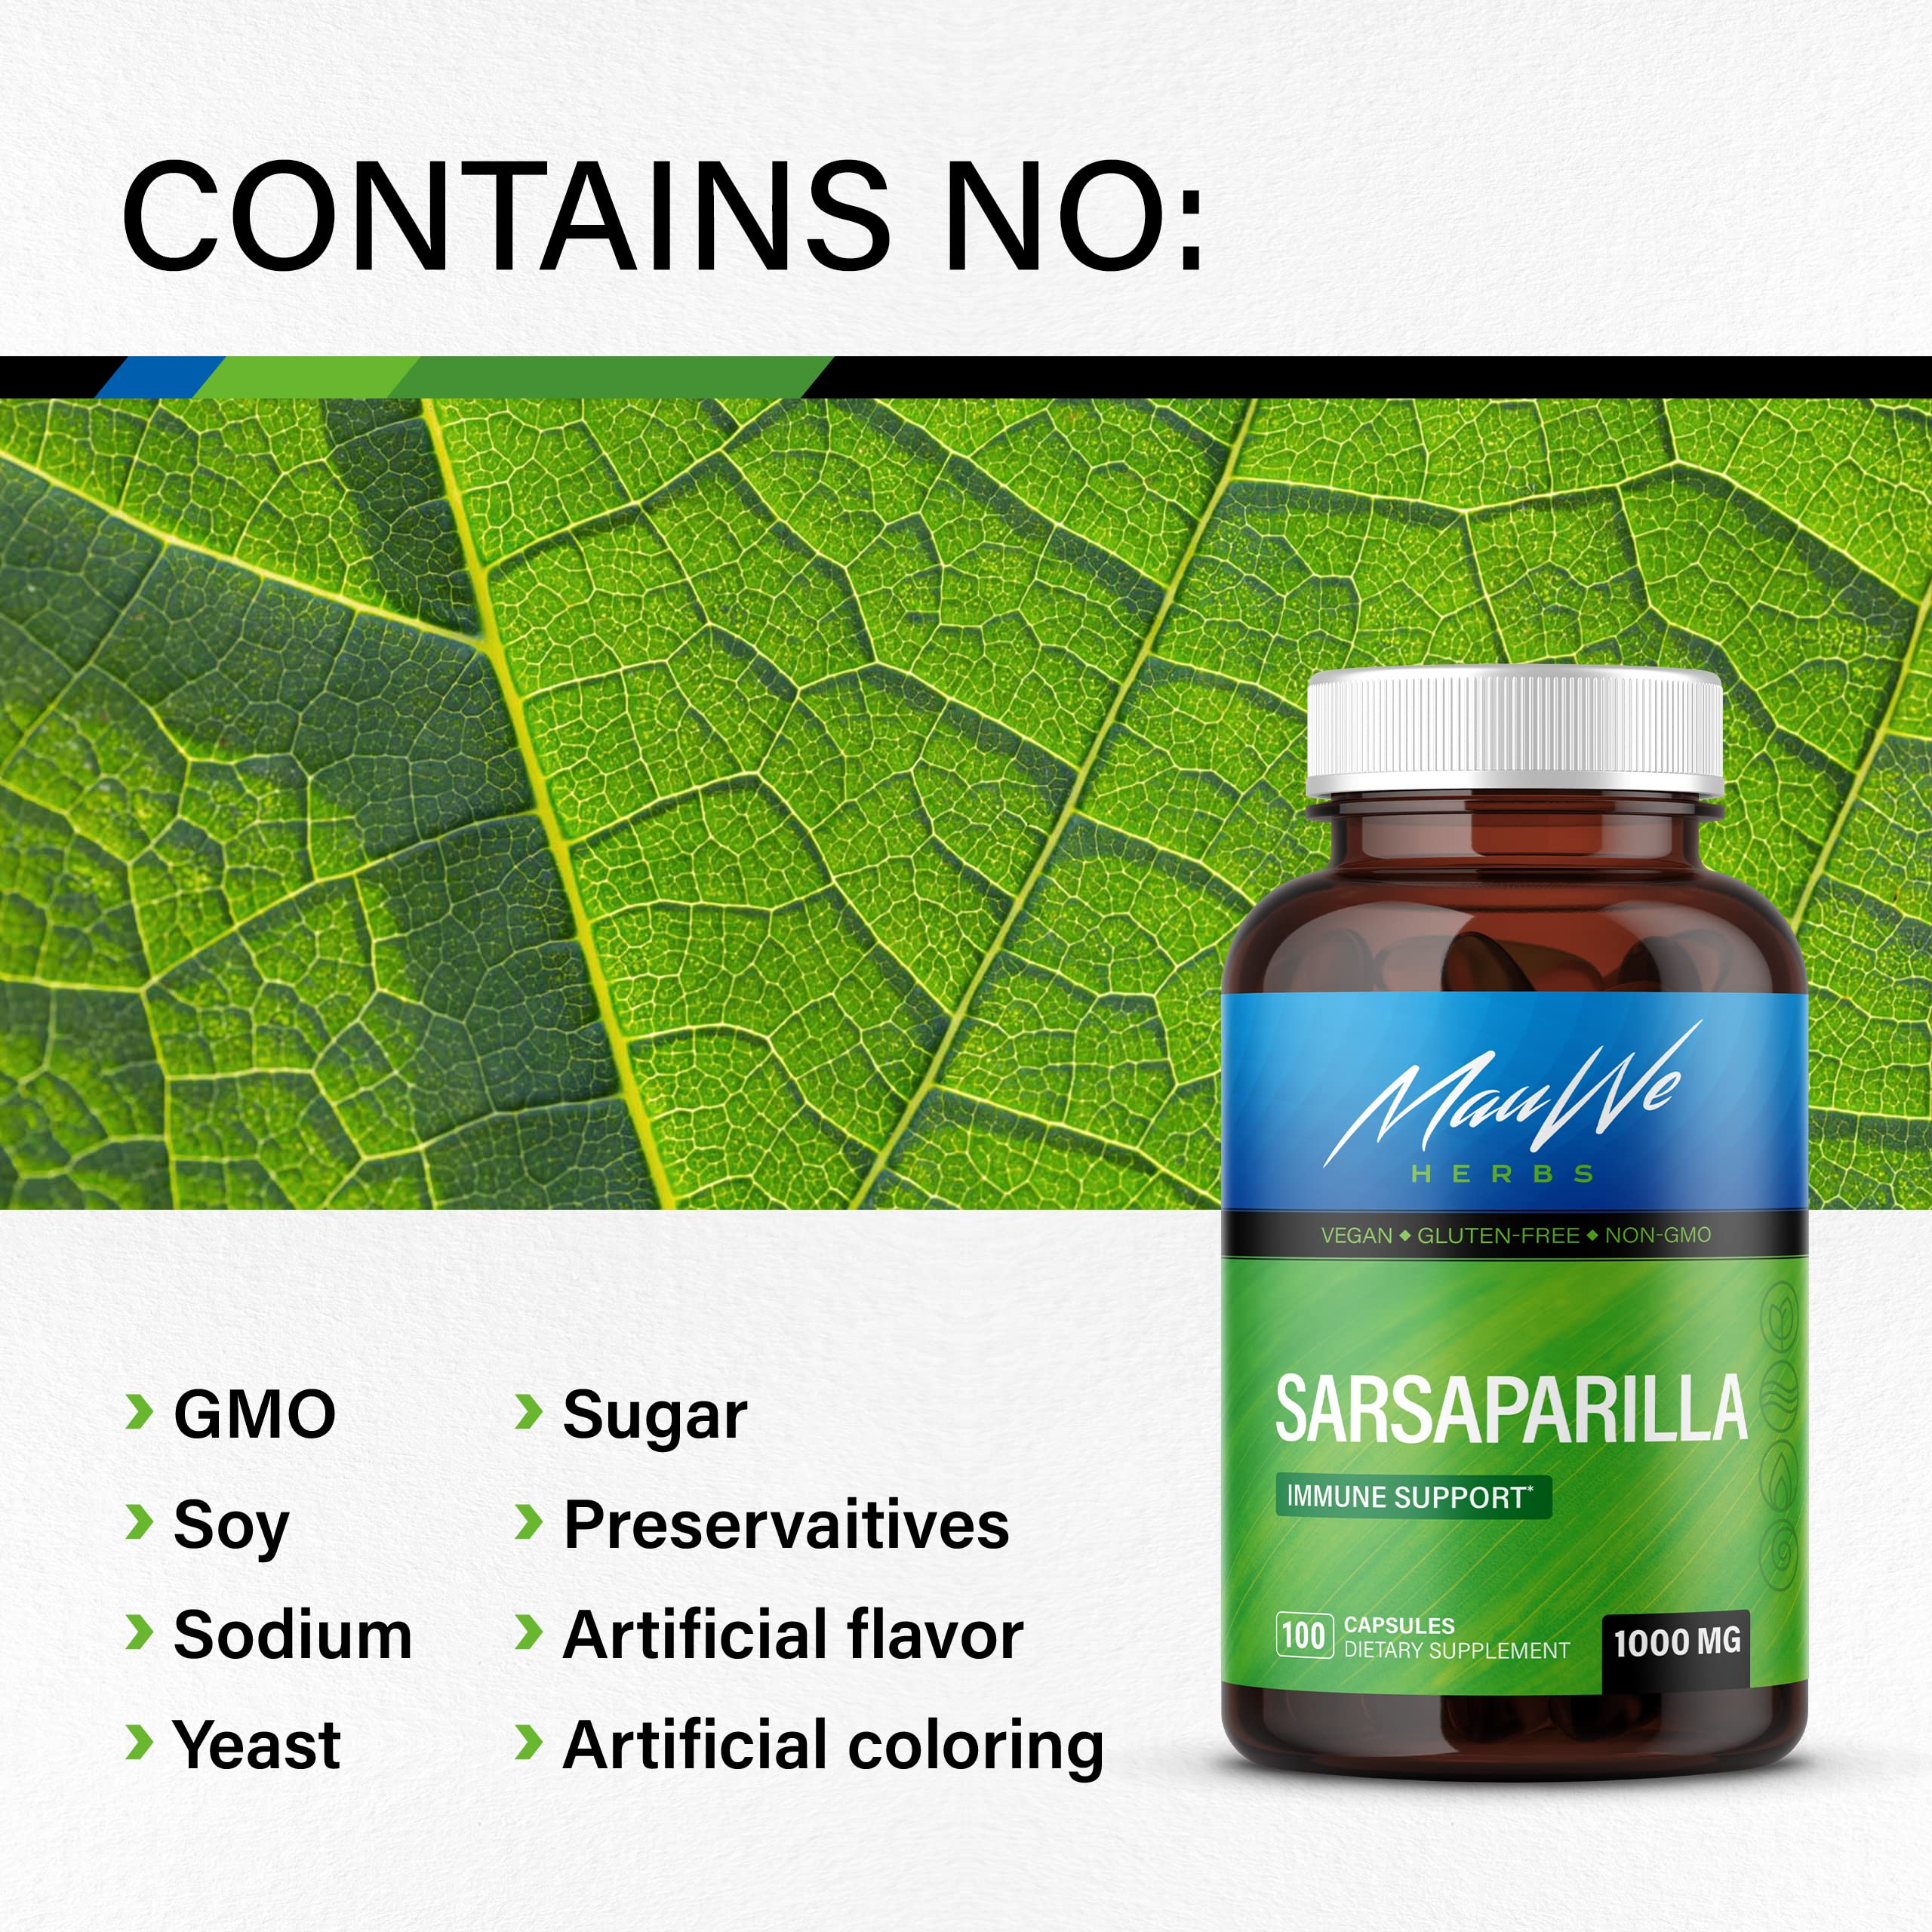 CONTAINS NO:
GMO
Soy
Sodium
Yeast
Sugar
Preservaitives
Artificial flavor
Artificial coloring
MauWe
HERBS
VEGAN ◆ GLUTEN-FREE ◆ NON-GMO
SARSAPARILLA
IMMUNE SUPPORT*
100 CAPSULES
DIETARY SUPPLEMENT
1000 MG